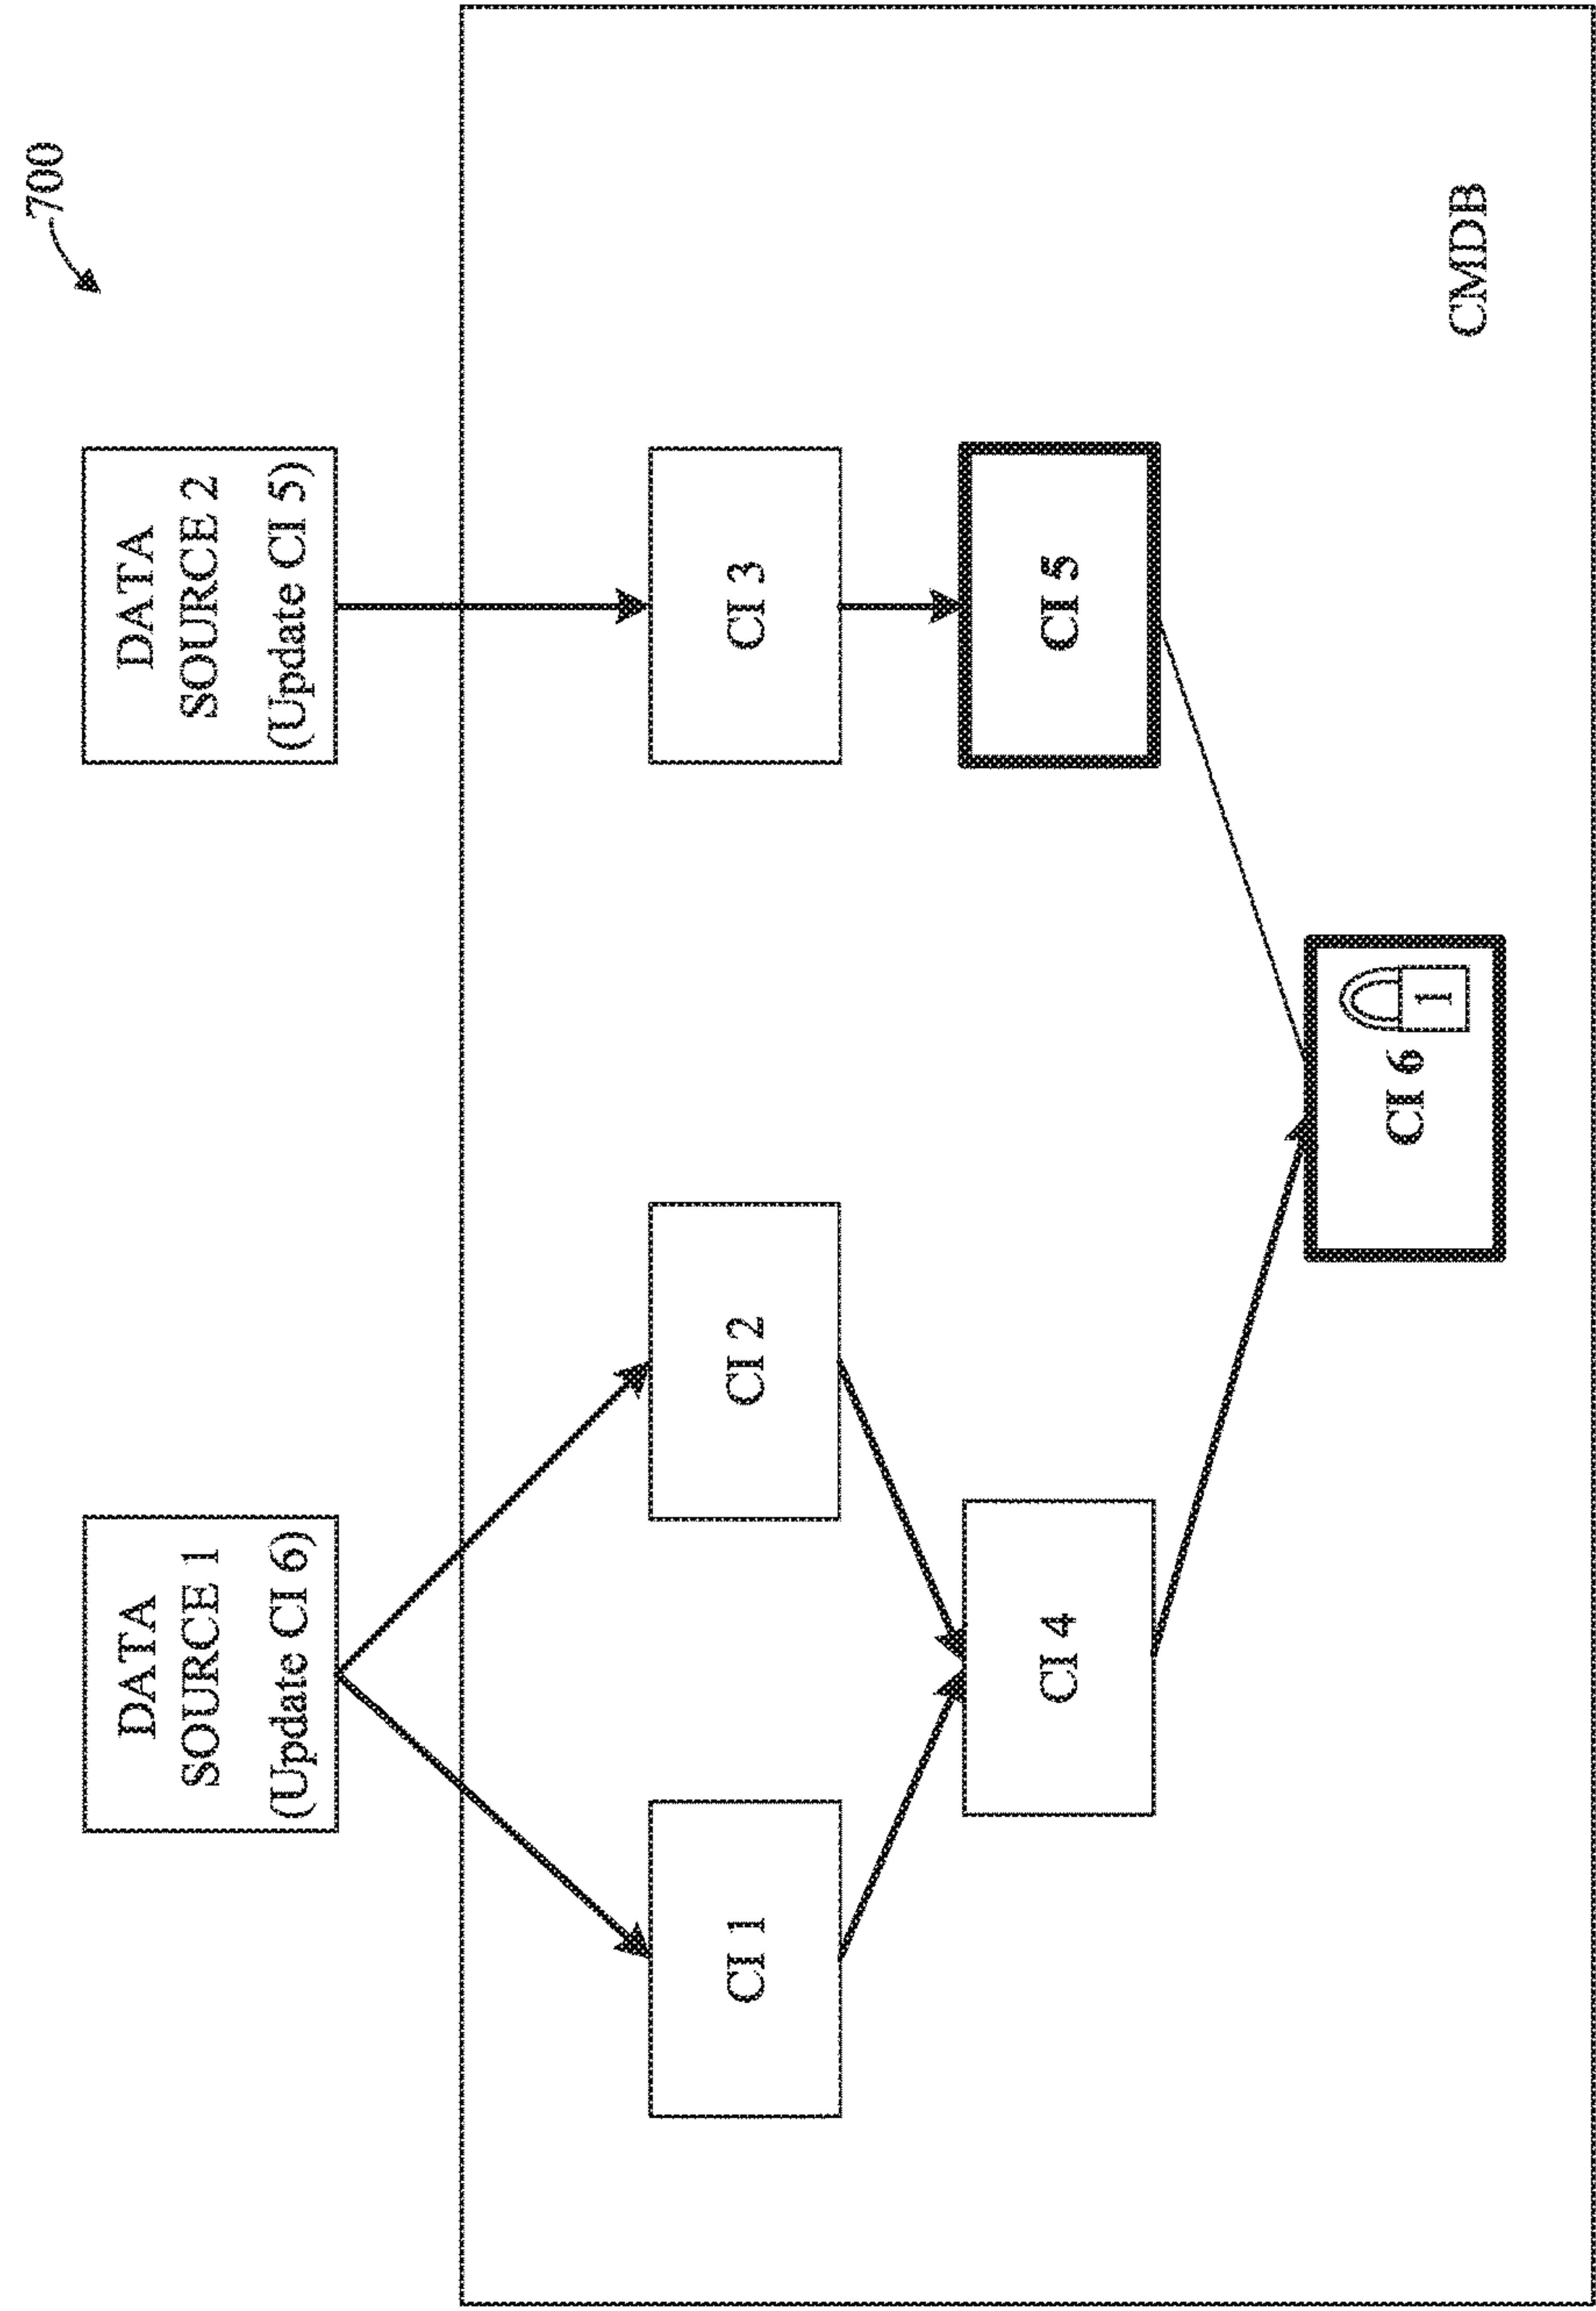 700
DATA
SOURCE 1
(Update CI 6)
DATA
SOURCE 2
(Update CI 5)
CI 1
CI 2
CI 3
CI 4
CI 5
CI 6
1
CMDB